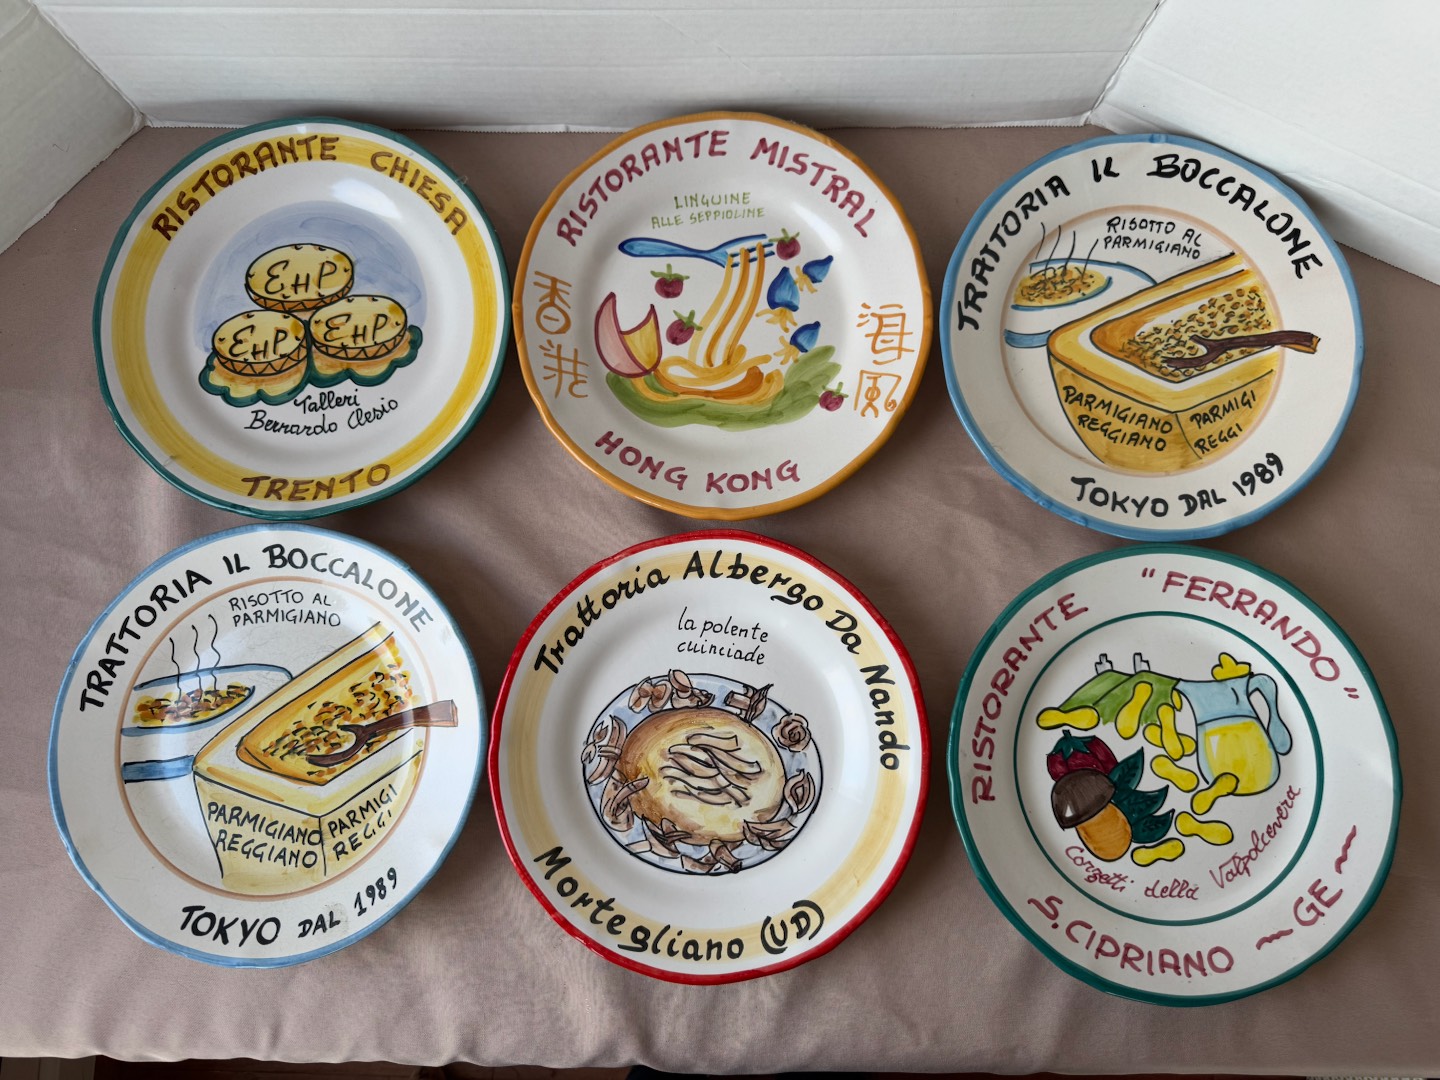 RISTORANTE CHIESA
EHP
EHP
EHP
Talleri
Bernardo Clesio
TRENTO
RISTORANTE MISTRAL
LINGUINE
ALLE SEPPIOLINE
香港
海風
HONG KONG
TRATTORIA IL BOCCALONE
RISOTTO AL
PARMIGIANO
PARMIGIANO
REGGIANO
PARMIGI
REGGI
TOKYO DAL 1989
TRATTORIA IL BOCCALONE
RISOTTO AL
PARMIGIANO
PARMIGIANO
REGGIANO
PARMIGI
REGGI
TOKYO DAL 1989
Trattoria Albergo Da Nando
la polente
cuinciade
Mortegliano (UD)
RISTORANTE "FERRANDO"
Corzetti della Valpolcevera
S. CIPRIANO ~GE~